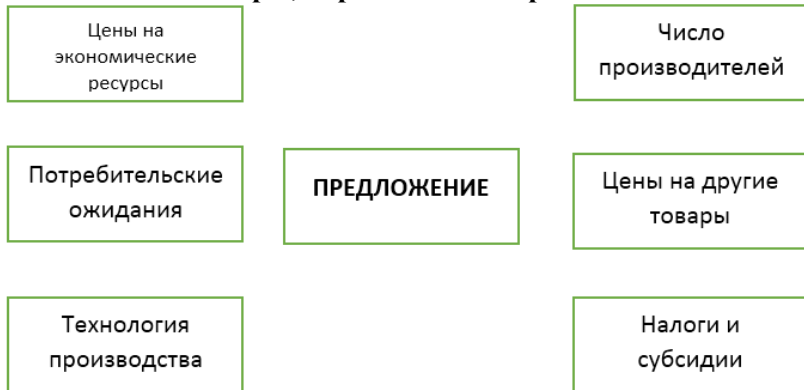 Цены на
экономические
ресурсы
Число
производителей
Потребительские
ожидания
ПРЕДЛОЖЕНИЕ
Цены на другие
товары
Технология
производства
Налоги и
субсидии